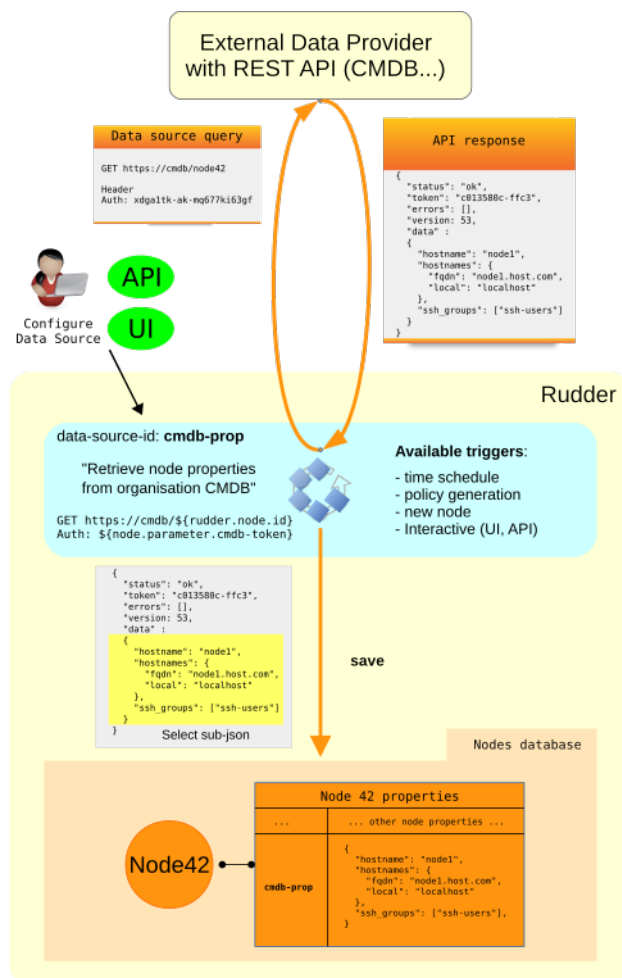 External Data Provider
with REST API (CMDB...)
Data source query
GET https://cmdb/node42
Header
Auth: xdga1tk-ak-mq677ki63gf
API response
{
"status": "ok",
"token": "c013580c-ffc3",
"errors": [],
"version: 53,
"data" :
{
"hostname": "node1",
"hostnames": {
"fqdn": "node1.host.com",
"local": "localhost"
},
"ssh_groups": ["ssh-users"]
}
}
API
UI
Configure
Data Source
Rudder
data-source-id: cmdb-prop
"Retrieve node properties
from organisation CMDB"
GET https://cmdb/${rudder.node.id}
Auth: ${node.parameter.cmdb-token}
Available triggers:
- time schedule
- policy generation
- new node
- Interactive (UI, API)
{
"status": "ok",
"token": "c013580c-ffc3",
"errors": [],
"version: 53,
"data" :
{
"hostname": "node1",
"hostnames": {
"fqdn": "node1.host.com",
"local": "localhost"
},
"ssh_groups": ["ssh-users"]
}
}
Select sub-json
save
Nodes database
Node42
Node 42 properties
... ... other node properties ...
cmdb-prop
{
"hostname": "node1",
"hostnames": {
"fqdn": "node1.host.com",
"local": "localhost"
},
"ssh_groups": ["ssh-users"],
}